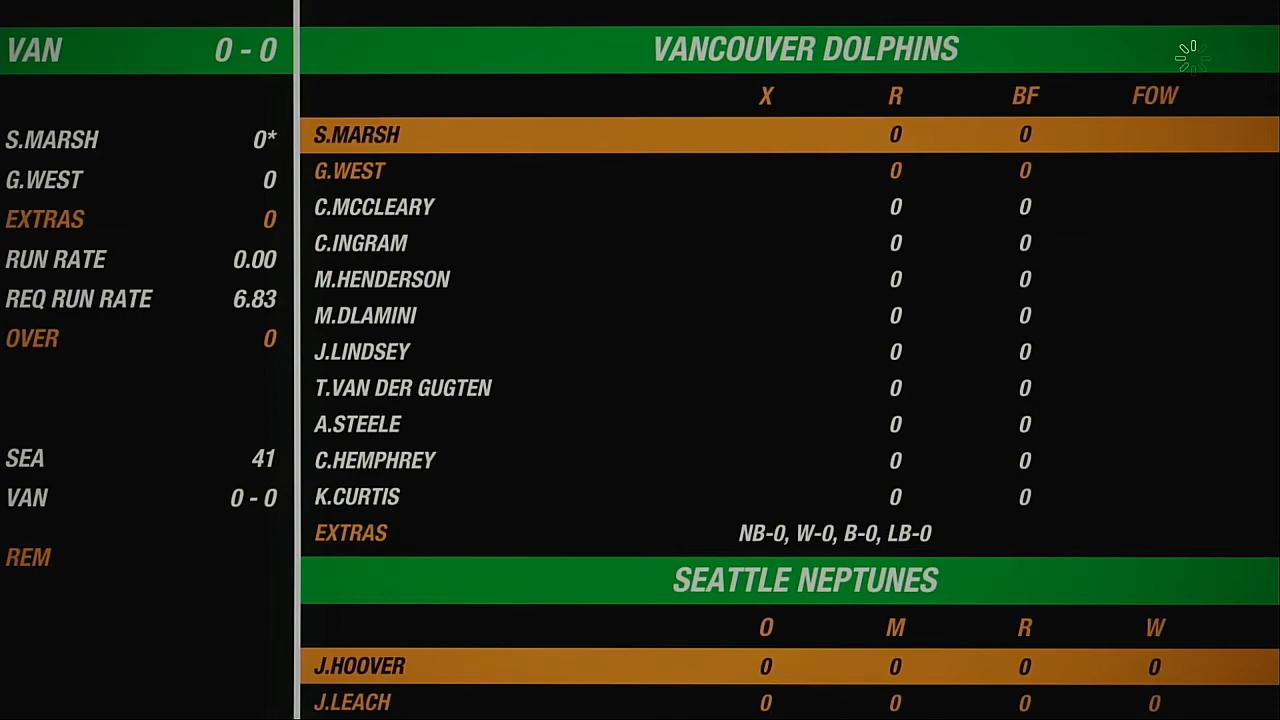 VAN 0 - 0
S.MARSH 0*
G.WEST 0
EXTRAS 0
RUN RATE 0.00
REQ RUN RATE 6.83
OVER 0
SEA 41
VAN 0 - 0
REM
VANCOUVER DOLPHINS
X R BF FOW
S.MARSH 0 0
G.WEST 0 0
C.MCCLEARY 0 0
C.INGRAM 0 0
M.HENDERSON 0 0
M.DLAMINI 0 0
J.LINDSEY 0 0
T.VAN DER GUGTEN 0 0
A.STEELE 0 0
C.HEMPHREY 0 0
K.CURTIS 0 0
EXTRAS NB-0, W-0, B-0, LB-0
SEATTLE NEPTUNES
O M R W
J.HOOVER 0 0 0 0
J.LEACH 0 0 0 0